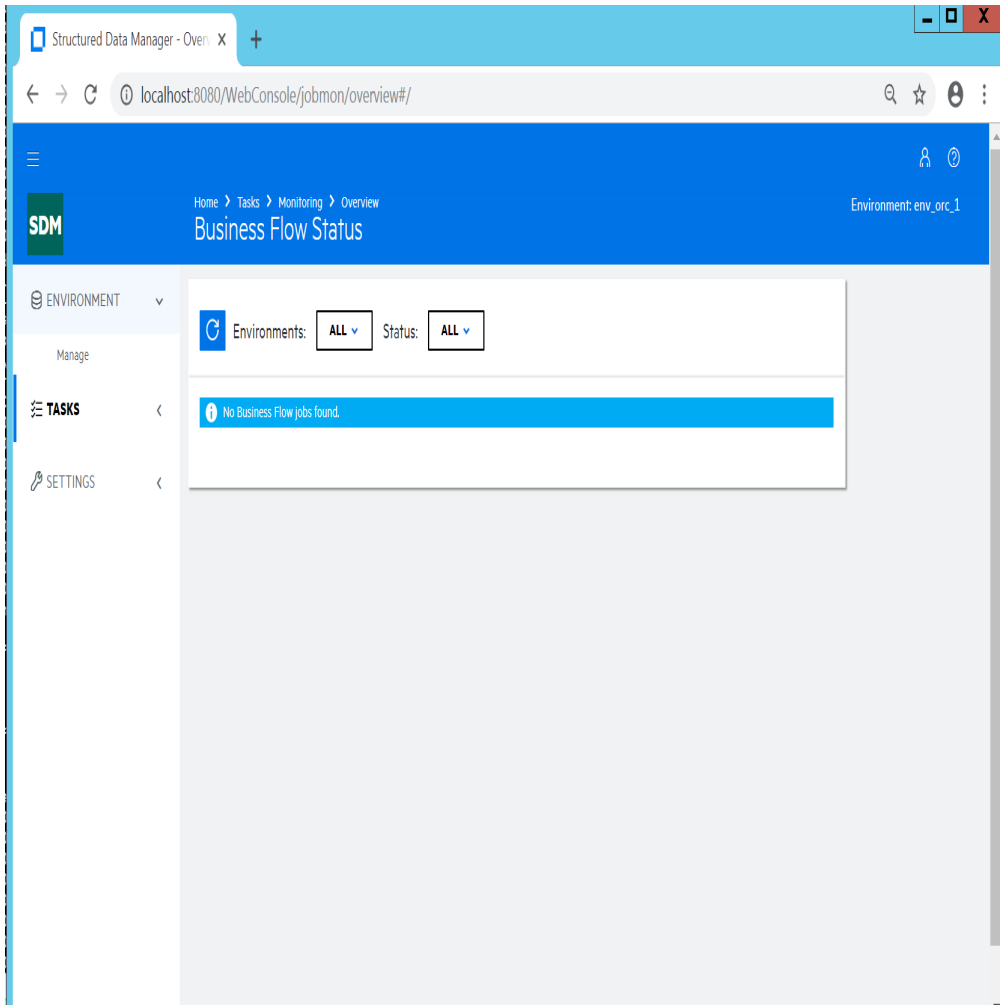 Structured Data Manager - Over
localhost:8080/WebConsole/jobmon/overview#/
SDM
Home > Tasks > Monitoring > Overview
Business Flow Status
Environment: env_orc_1
ENVIRONMENT
Manage
TASKS
SETTINGS
Environments: ALL Status: ALL
No Business Flow jobs found.